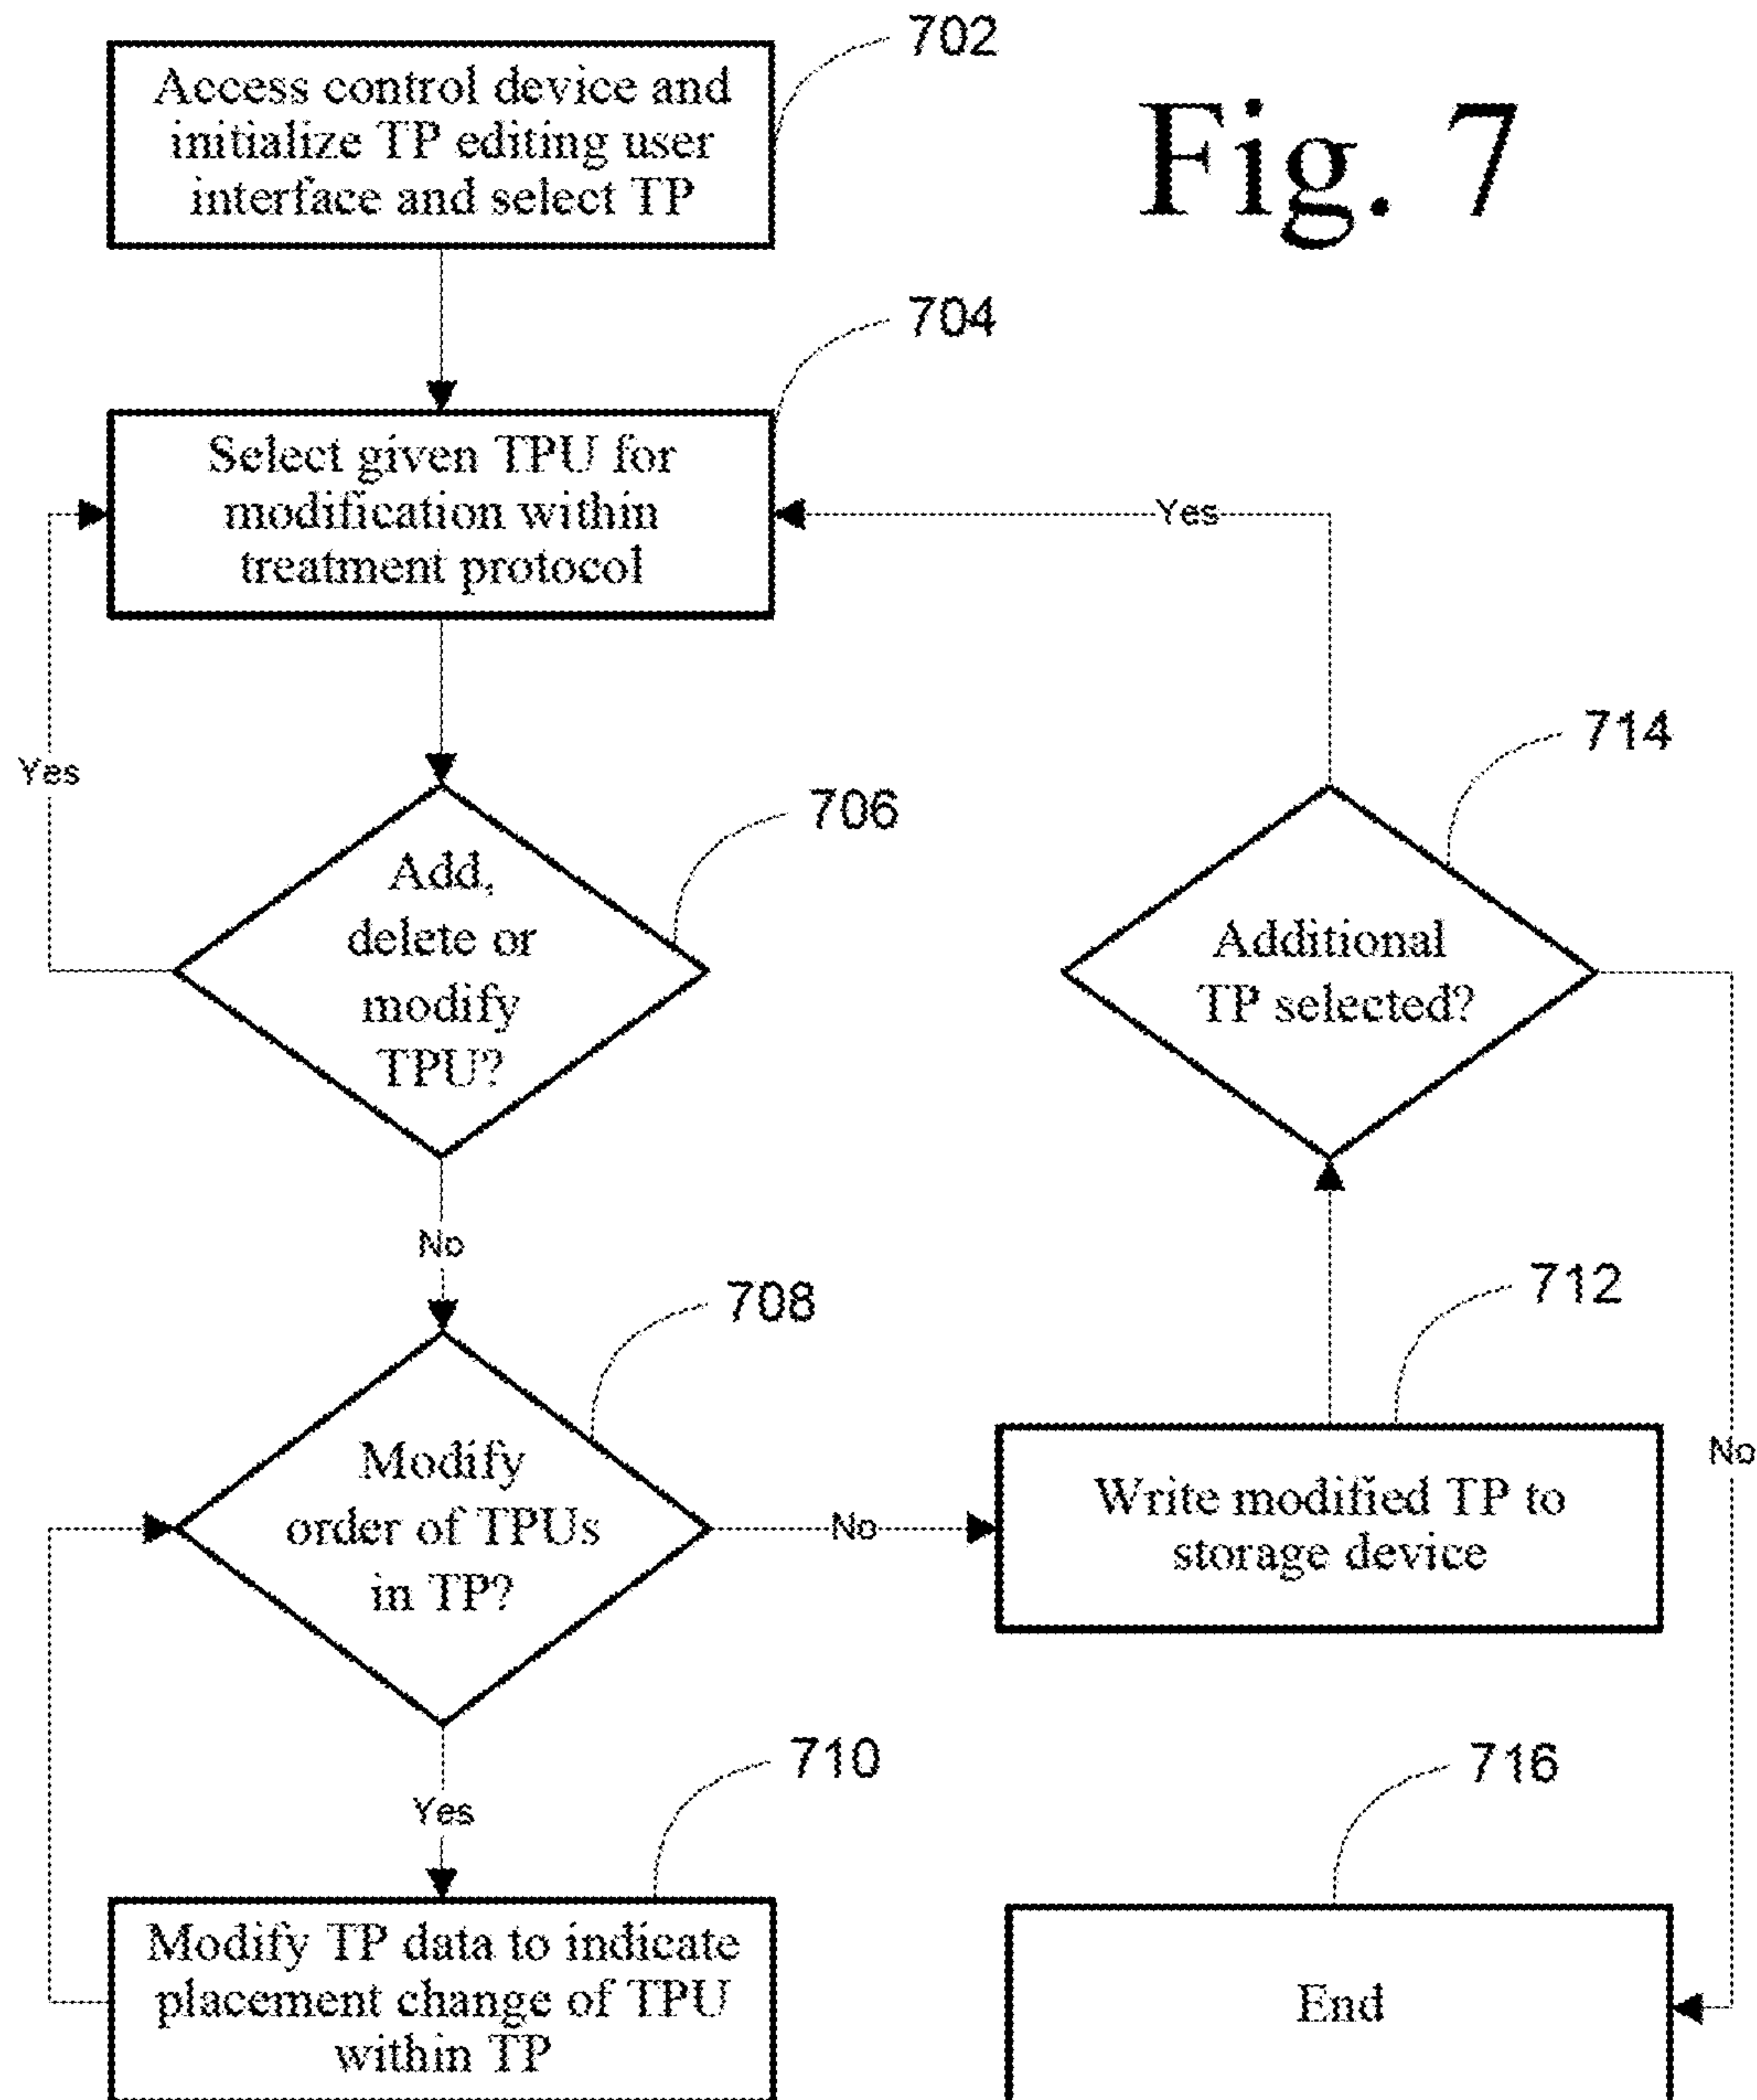 702
Fig. 7
Access control device and
initialize TP editing user
interface and select TP
704
Select given TPU for
modification within
treatment protocol
Yes
Yes
714
706
Add,
delete or
modify
TPU?
Additional
TP selected?
No
708
712
No
Modify
order of TPUs
in TP?
No
Write modified TP to
storage device
710
716
Yes
Modify TP data to indicate
placement change of TPU
within TP
End